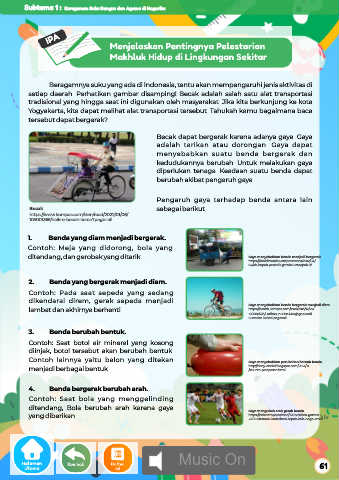 Subtema 1 : Keragaman Suku Bangsa dan Agama di Negeriku
IPA
Menjelaskan Pentingnya Pelestarian
Makhluk Hidup di Lingkungan Sekitar
Beragamnya suku yang ada di Indonesia, tentu akan mempengaruhi jenis aktivitas di
setiap daerah Perhatikan gambar disamping! Becak adalah salah satu alat transportasi
tradisional yang hingga saat ini digunakan oleh masyarakat. Jika kita berkunjung ke kota
Yogyakarta, kita dapat melihat alat transportasi tersebut Tahukah kamu bagaimana baca
tersebut dapat bergerak?
Becak dapat bergerak karena adanya gaya Gaya
adalah tarikan atau dorongan Gaya dapat
menyebabkan suatu benda bergerak dan
kedudukannya berubah Untuk melakukan gaya
diperlukan tenaga Keadaan suatu benda dapat
berubah akibat pengaruh gaya
Pengaruh gaya terhadap benda antara lain
sebagai berikut
Becak
1. Benda yang diam menjadi bergerak.
Contoh: Meja yang didorong, bola yang
ditendang, dan gerobak yang ditarik
2. Benda yang bergerak menjadi diam.
Contoh: Pada saat sepeda yang sedang
dikendarai direm, gerak sepeda menjadi
lambat dan akhirnya berhenti
3. Benda berubah bentuk.
Contoh: Saat botol air mineral yang kosong
diinjak, botol tersebut akan berubah bentuk
Contoh lainnya yaitu balon yang ditekan
menjadi berbagai bentuk
4. Benda bergerak berubah arah.
Contoh: Saat bola yang menggelinding
ditendang, Bola berubah arah karena gaya
yang diberikan
Halaman
Utama
Music On
61